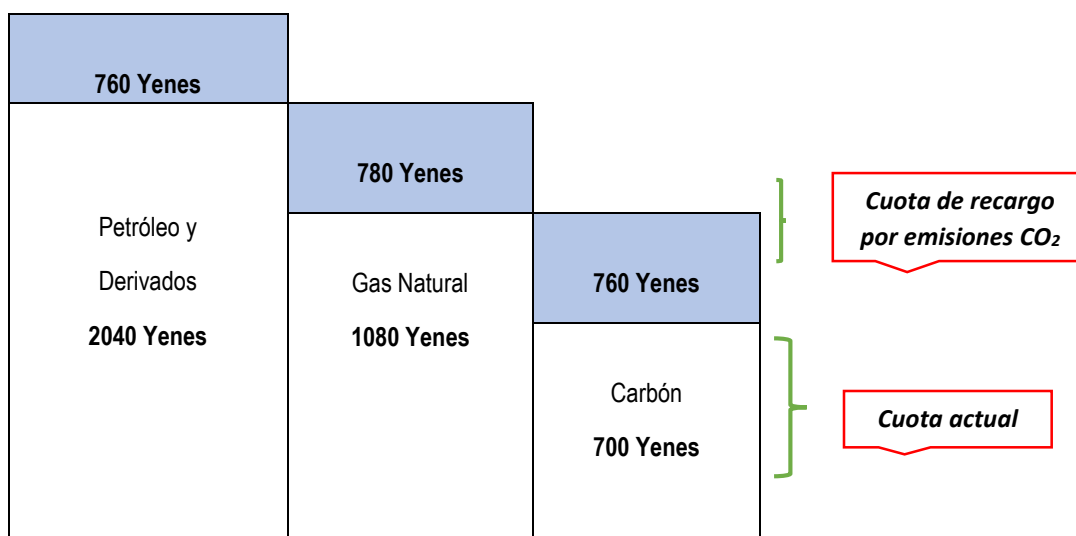 760 Yenes
Petróleo y
Derivados
2040 Yenes
780 Yenes
Gas Natural
1080 Yenes
760 Yenes
Carbón
700 Yenes
Cuota de recargo
por emisiones CO₂
Cuota actual